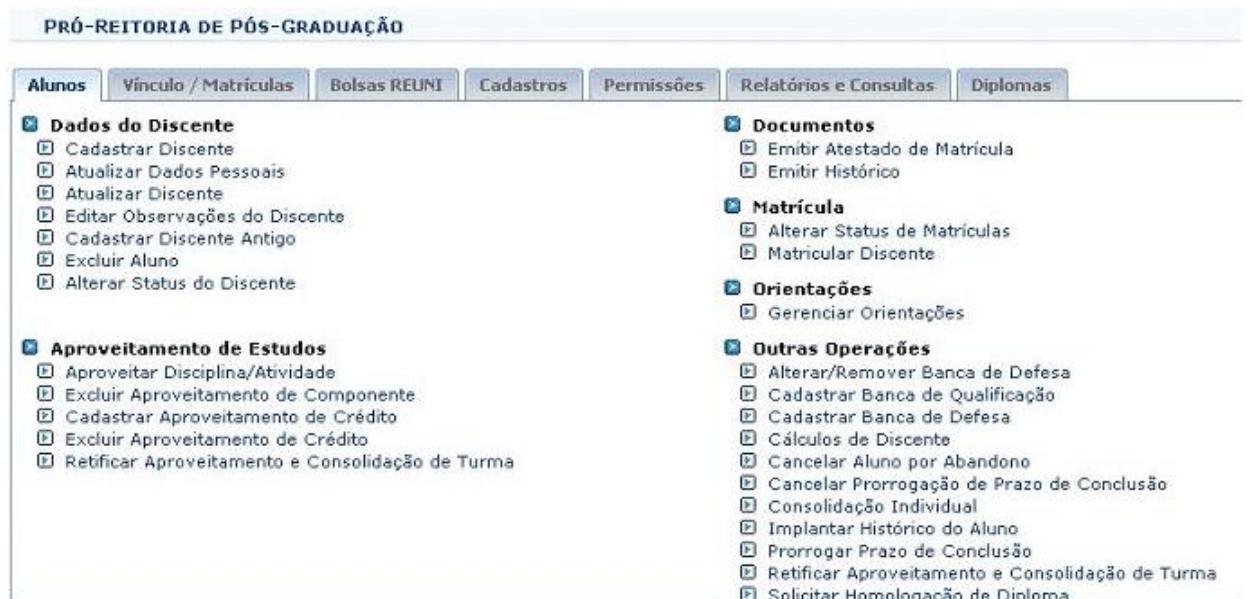 PRÓ-REITORIA DE PÓS-GRADUAÇÃO
Alunos Vínculo / Matrículas Bolsas REUNI Cadastros Permissões Relatórios e Consultas Diplomas
Dados do Discente
Cadastrar Discente
Atualizar Dados Pessoais
Atualizar Discente
Editar Observações do Discente
Cadastrar Discente Antigo
Excluir Aluno
Alterar Status do Discente
Aproveitamento de Estudos
Aproveitar Disciplina/Atividade
Excluir Aproveitamento de Componente
Cadastrar Aproveitamento de Crédito
Excluir Aproveitamento de Crédito
Retificar Aproveitamento e Consolidação de Turma
Documentos
Emitir Atestado de Matrícula
Emitir Histórico
Matrícula
Alterar Status de Matrículas
Matricular Discente
Orientações
Gerenciar Orientações
Outras Operações
Alterar/Remover Banca de Defesa
Cadastrar Banca de Qualificação
Cadastrar Banca de Defesa
Cálculos de Discente
Cancelar Aluno por Abandono
Cancelar Prorrogação de Prazo de Conclusão
Consolidação Individual
Implantar Histórico do Aluno
Prorrogar Prazo de Conclusão
Retificar Aproveitamento e Consolidação de Turma
Solicitar Homologação de Diploma